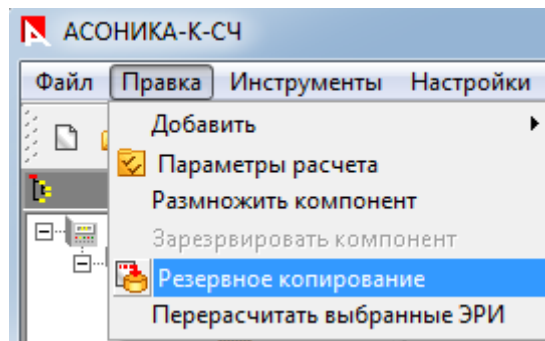 АСОНИКА-К-СЧ
Файл Правка Инструменты Настройки
Добавить
Параметры расчета
Размножить компонент
Зарезрвировать компонент
Резервное копирование
Перерасчитать выбранные ЭРИ